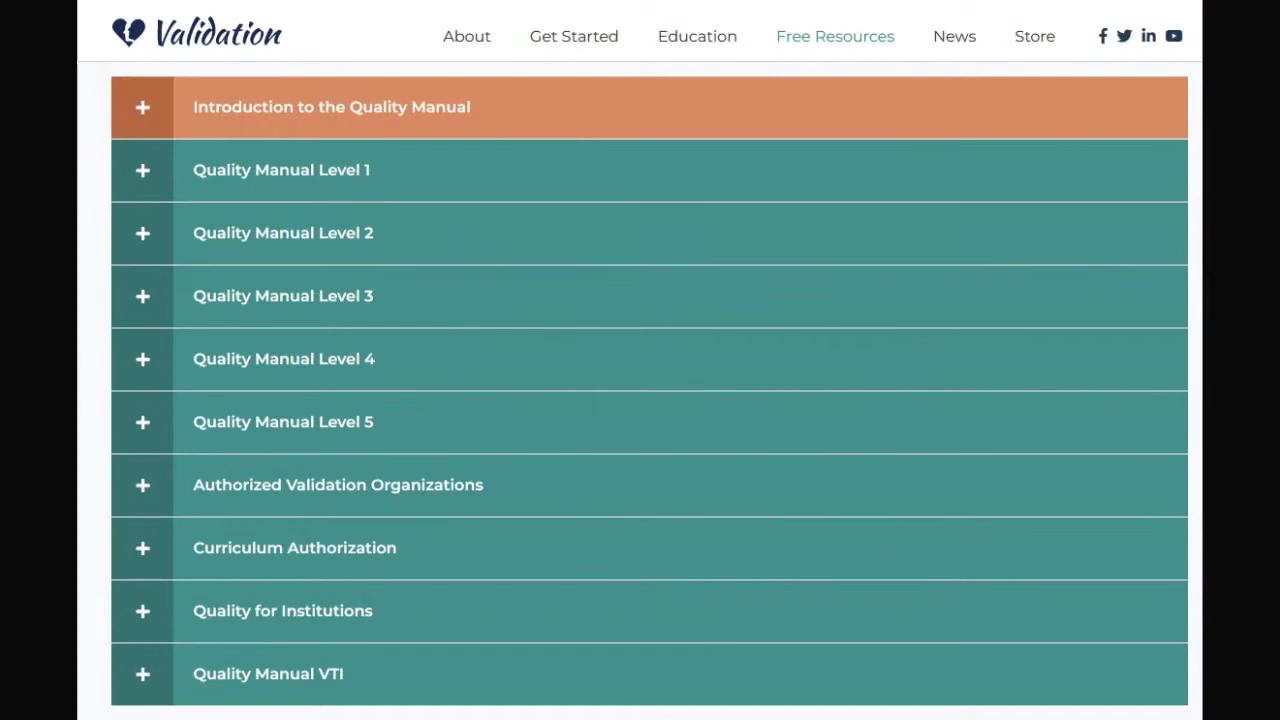 Validation
About Get Started Education Free Resources News Store
Introduction to the Quality Manual
Quality Manual Level 1
Quality Manual Level 2
Quality Manual Level 3
Quality Manual Level 4
Quality Manual Level 5
Authorized Validation Organizations
Curriculum Authorization
Quality for Institutions
Quality Manual VTI